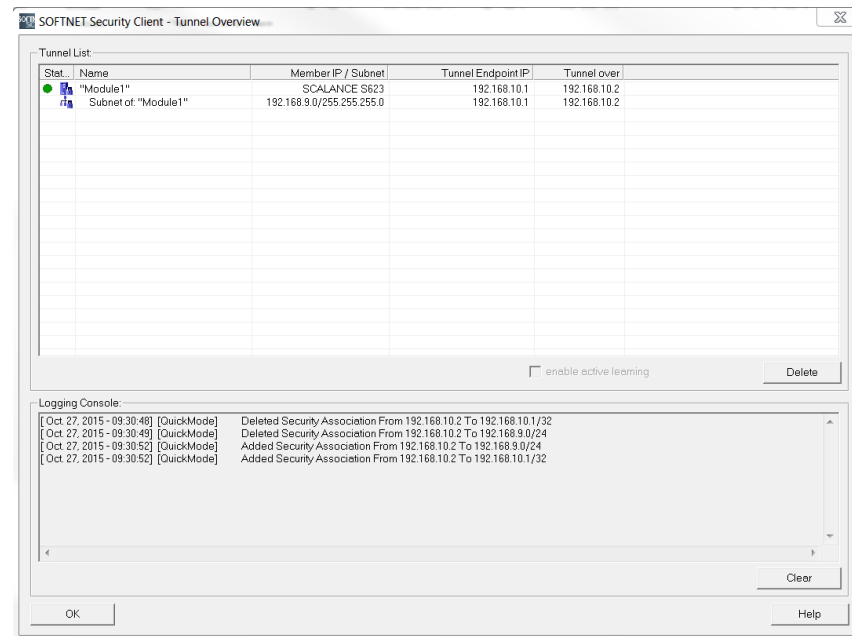 SOFTNET Security Client - Tunnel Overview
Tunnel List:
Stat... Name Member IP / Subnet Tunnel Endpoint IP Tunnel over
"Module1" SCALANCE S623 192.168.10.1 192.168.10.2
Subnet of: "Module1" 192.168.9.0/255.255.255.0 192.168.10.1 192.168.10.2
enable active learning
Delete
Logging Console:
[ Oct. 27, 2015 - 09:30:48] [QuickMode] Deleted Security Association From 192.168.10.2 To 192.168.10.1/32
[ Oct. 27, 2015 - 09:30:49] [QuickMode] Deleted Security Association From 192.168.10.2 To 192.168.9.0/24
[ Oct. 27, 2015 - 09:30:52] [QuickMode] Added Security Association From 192.168.10.2 To 192.168.9.0/24
[ Oct. 27, 2015 - 09:30:52] [QuickMode] Added Security Association From 192.168.10.2 To 192.168.10.1/32
Clear
OK
Help